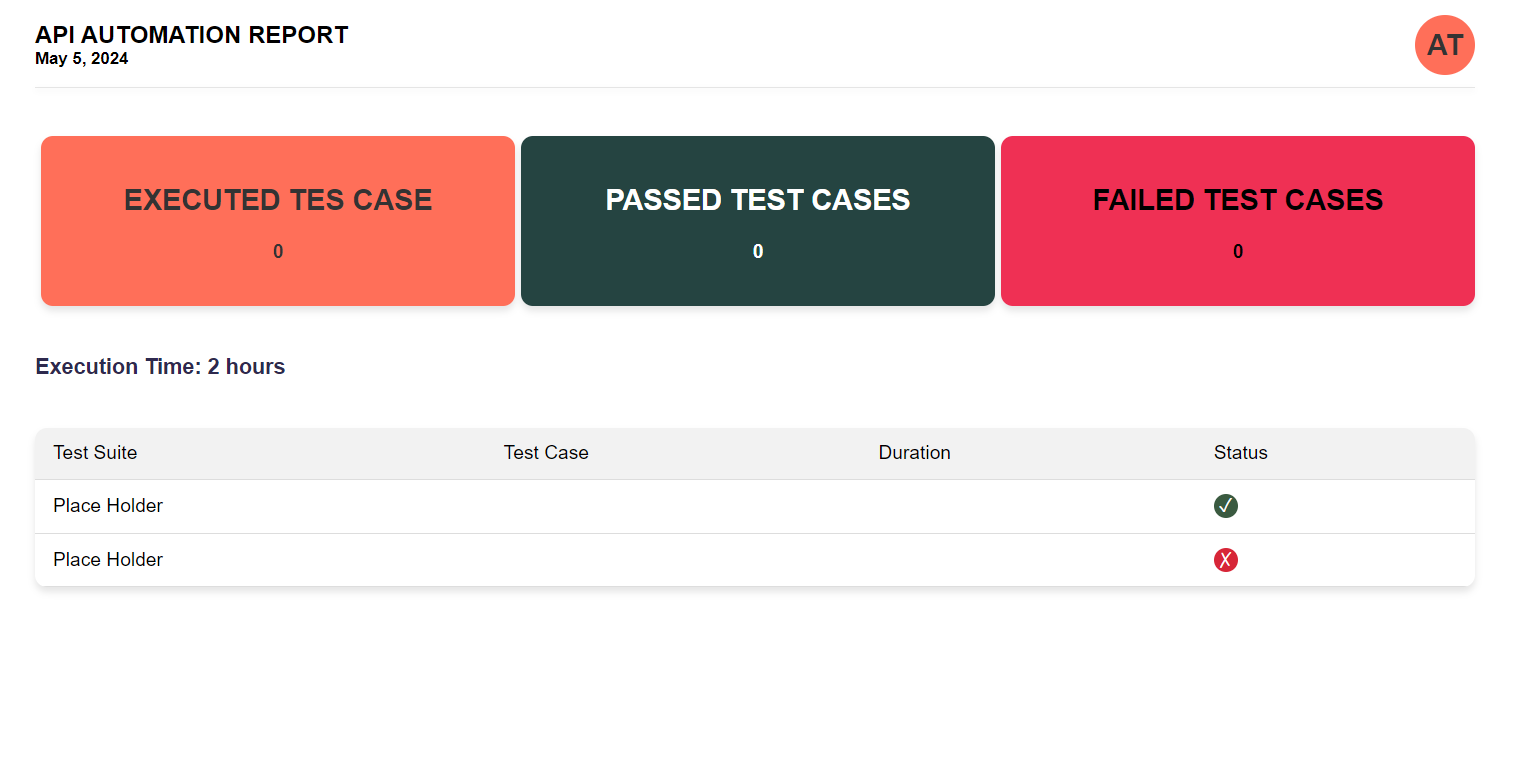 API AUTOMATION REPORT
May 5, 2024
AT
EXECUTED TES CASE
0
PASSED TEST CASES
0
FAILED TEST CASES
0
Execution Time: 2 hours
Test Suite Test Case Duration Status
Place Holder ✓
Place Holder X